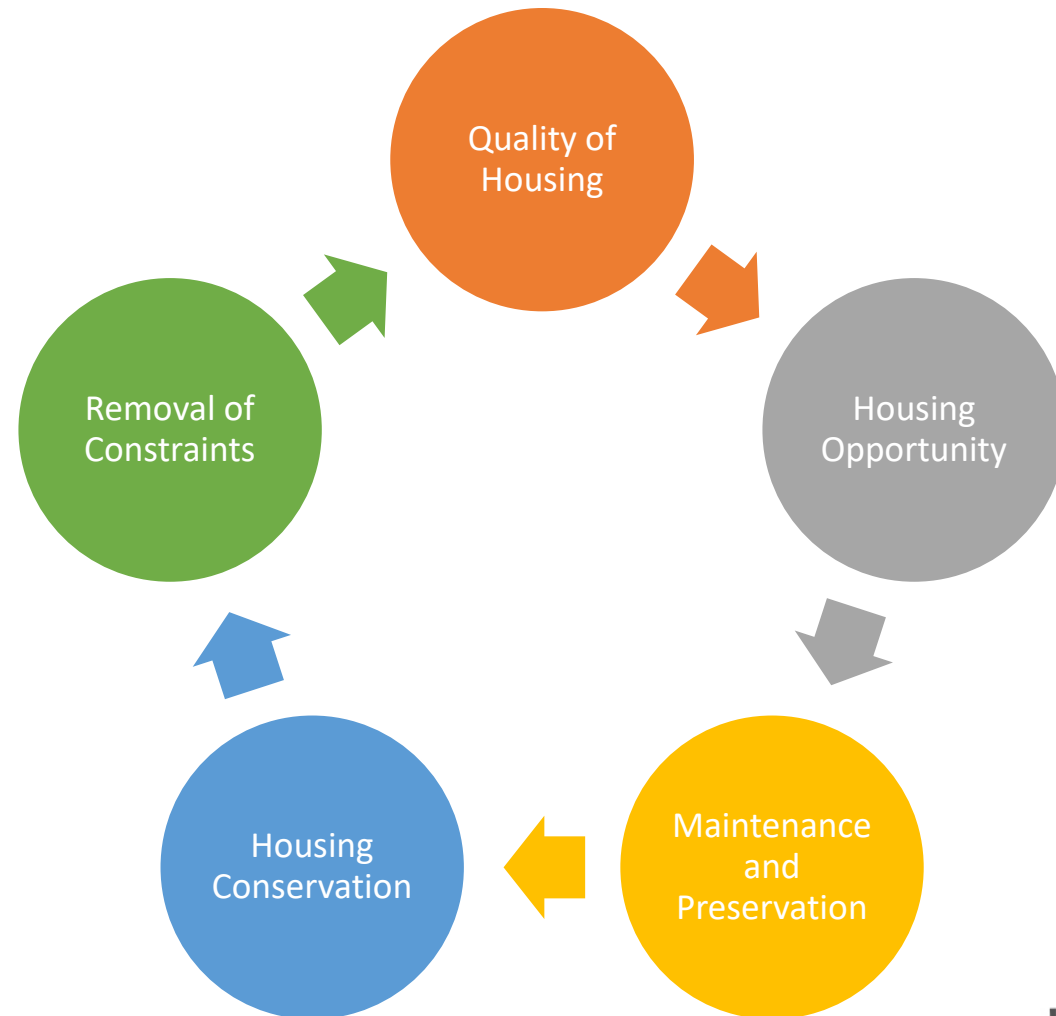 Quality of
Housing
Housing
Opportunity
Maintenance
and
Preservation
Housing
Conservation
Removal of
Constraints